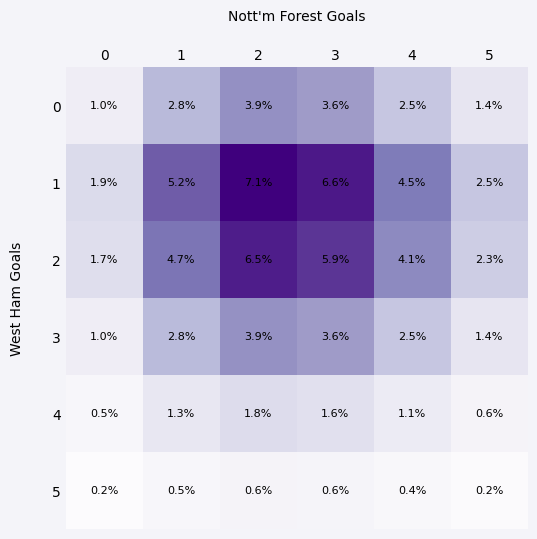 Nott'm Forest Goals
0 1 2 3 4 5
0 1.0% 2.8% 3.9% 3.6% 2.5% 1.4%
1 1.9% 5.2% 7.1% 6.6% 4.5% 2.5%
2 1.7% 4.7% 6.5% 5.9% 4.1% 2.3%
3 1.0% 2.8% 3.9% 3.6% 2.5% 1.4%
4 0.5% 1.3% 1.8% 1.6% 1.1% 0.6%
5 0.2% 0.5% 0.6% 0.6% 0.4% 0.2%
West Ham Goals